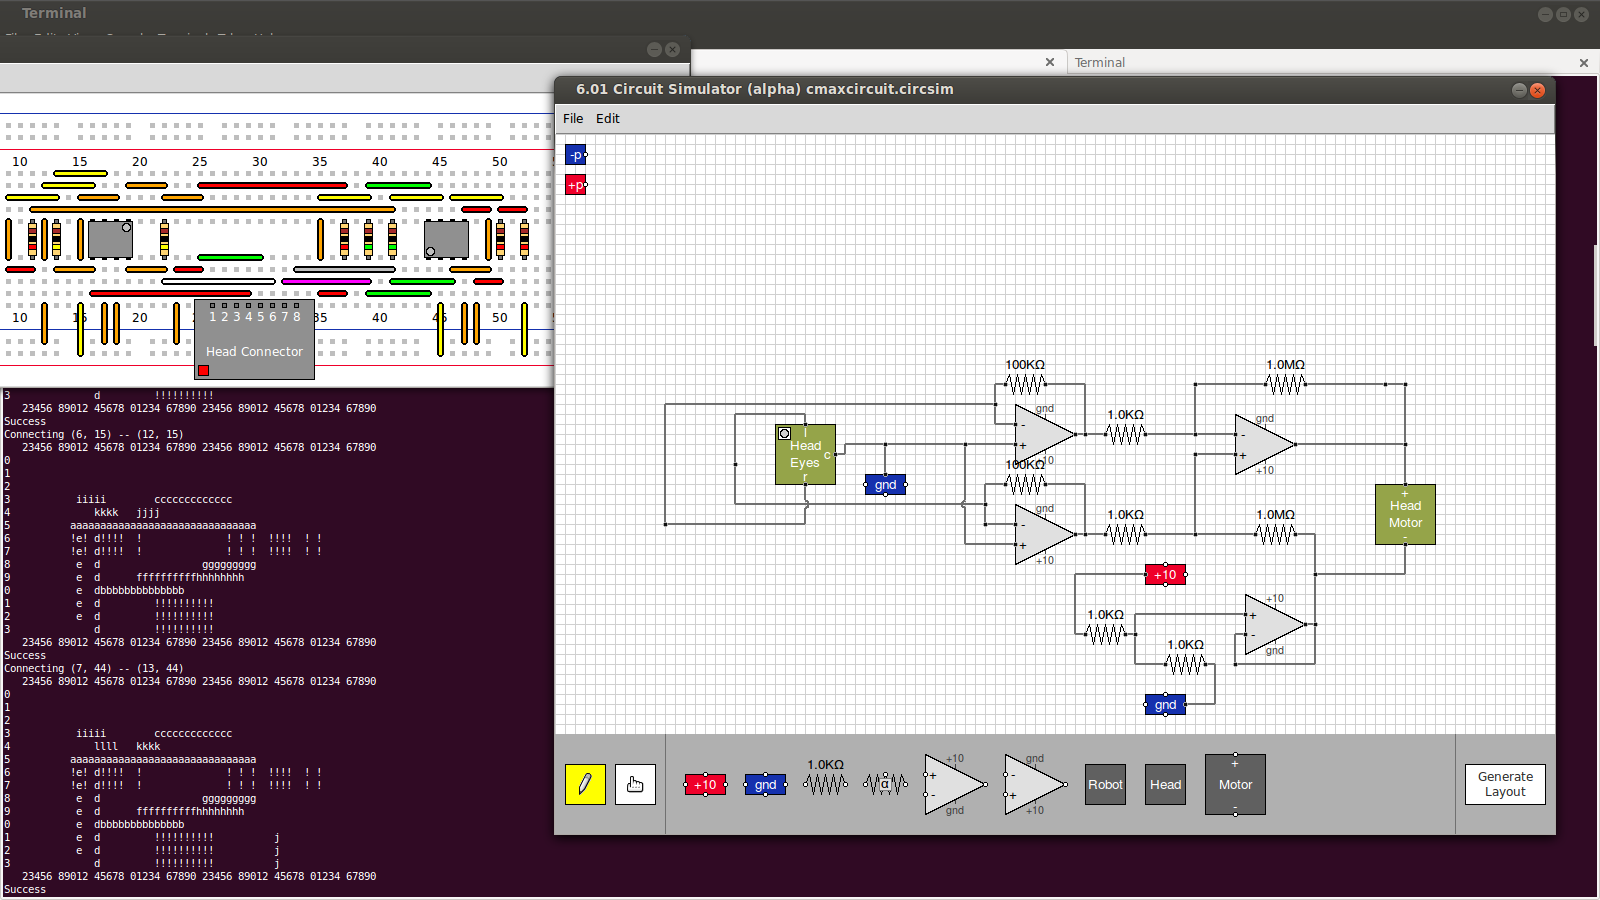 Terminal
Terminal
6.01 Circuit Simulator (alpha) cmaxcircuit.circsim
File Edit
-p
+p
10 15 20 25 30 35 40 45 50
10 15 20 35 40 45 50
1 2 3 4 5 6 7 8
Head Connector
100KΩ
1.0MΩ
gnd
-
+
+10
1.0KΩ
gnd
-
+
+10
l
Head
Eyes
c
r
gnd
100KΩ
gnd
-
+
+10
1.0KΩ
1.0MΩ
+
Head
Motor
-
+10
1.0KΩ
1.0KΩ
+10
+
-
gnd
gnd
+10
gnd
1.0KΩ
α
+10
+
-
gnd
gnd
-
+
+10
Robot
Head
+
Motor
-
Generate
Layout
3 d !!!!!!!!!!
23456 89012 45678 01234 67890 23456 89012 45678 01234 67890
Success
Connecting (6, 15) -- (12, 15)
23456 89012 45678 01234 67890 23456 89012 45678 01234 67890
0
1
2
3 iiiii ccccccccccccc
4 kkkk jjjj
5 aaaaaaaaaaaaaaaaaaaaaaaaaaaaaaa
6 !e! d!!!! ! ! ! ! !!!! ! !
7 !e! d!!!! ! ! ! ! !!!! ! !
8 e d ggggggggg
9 e d ffffffffffhhhhhhhh
0 e dbbbbbbbbbbbbbb
1 e d !!!!!!!!!!
2 e d !!!!!!!!!!
3 d !!!!!!!!!!
23456 89012 45678 01234 67890 23456 89012 45678 01234 67890
Success
Connecting (7, 44) -- (13, 44)
23456 89012 45678 01234 67890 23456 89012 45678 01234 67890
0
1
2
3 iiiii ccccccccccccc
4 llll kkkk
5 aaaaaaaaaaaaaaaaaaaaaaaaaaaaaaa
6 !e! d!!!! ! ! ! ! !!!! ! !
7 !e! d!!!! ! ! ! ! !!!! ! !
8 e d ggggggggg
9 e d ffffffffffhhhhhhhh
0 e dbbbbbbbbbbbbbb
1 e d !!!!!!!!!! j
2 e d !!!!!!!!!! j
3 d !!!!!!!!!! j
23456 89012 45678 01234 67890 23456 89012 45678 01234 67890
Success